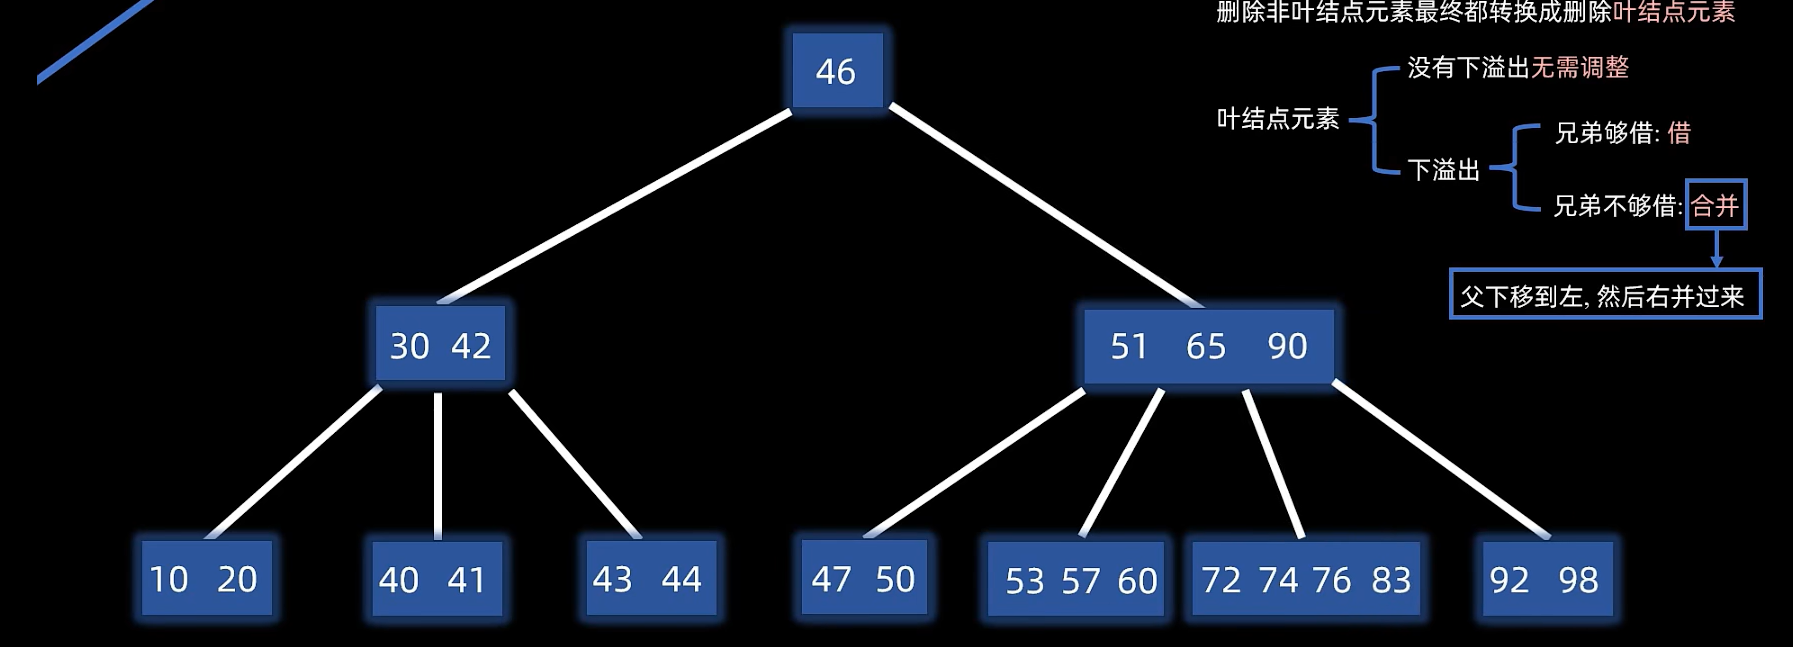 删除非叶结点元素最终都转换成删除叶结点元素
没有下溢出无需调整
叶结点元素
兄弟够借: 借
下溢出
兄弟不够借: 合并
父下移到左, 然后右并过来
46
30 42
51 65 90
10 20
40 41
43 44
47 50
53 57 60
72 74 76 83
92 98